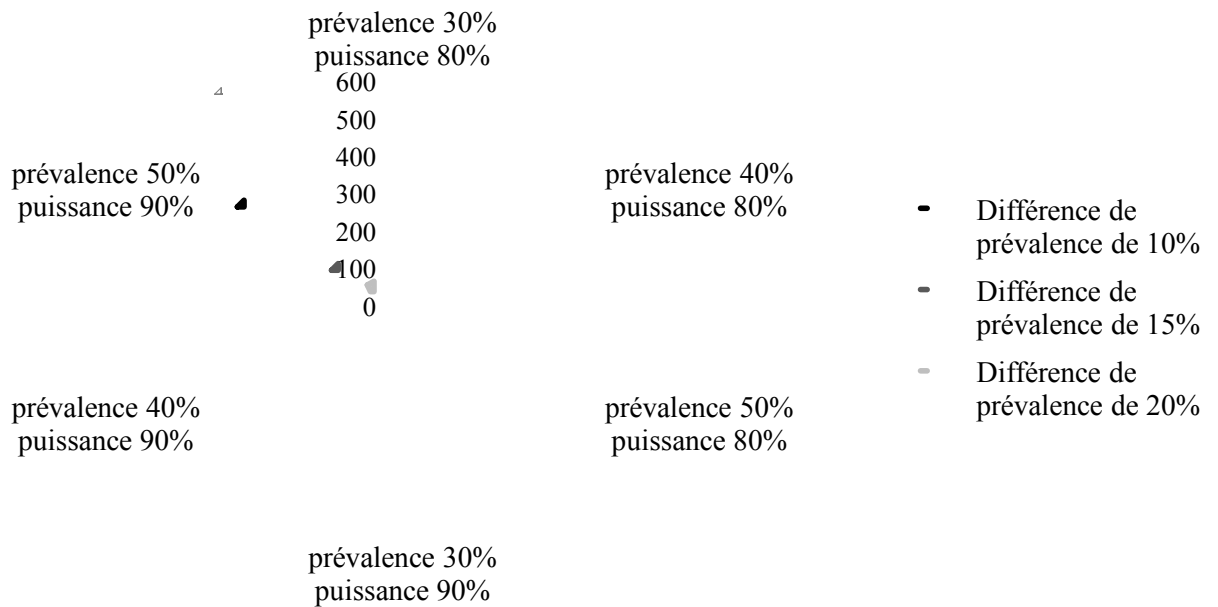 prévalence 30%
puissance 80%
600
500
400
300
200
100
0
prévalence 50%
puissance 90%
prévalence 40%
puissance 80%
Différence de
prévalence de 10%
Différence de
prévalence de 15%
Différence de
prévalence de 20%
prévalence 40%
puissance 90%
prévalence 50%
puissance 80%
prévalence 30%
puissance 90%